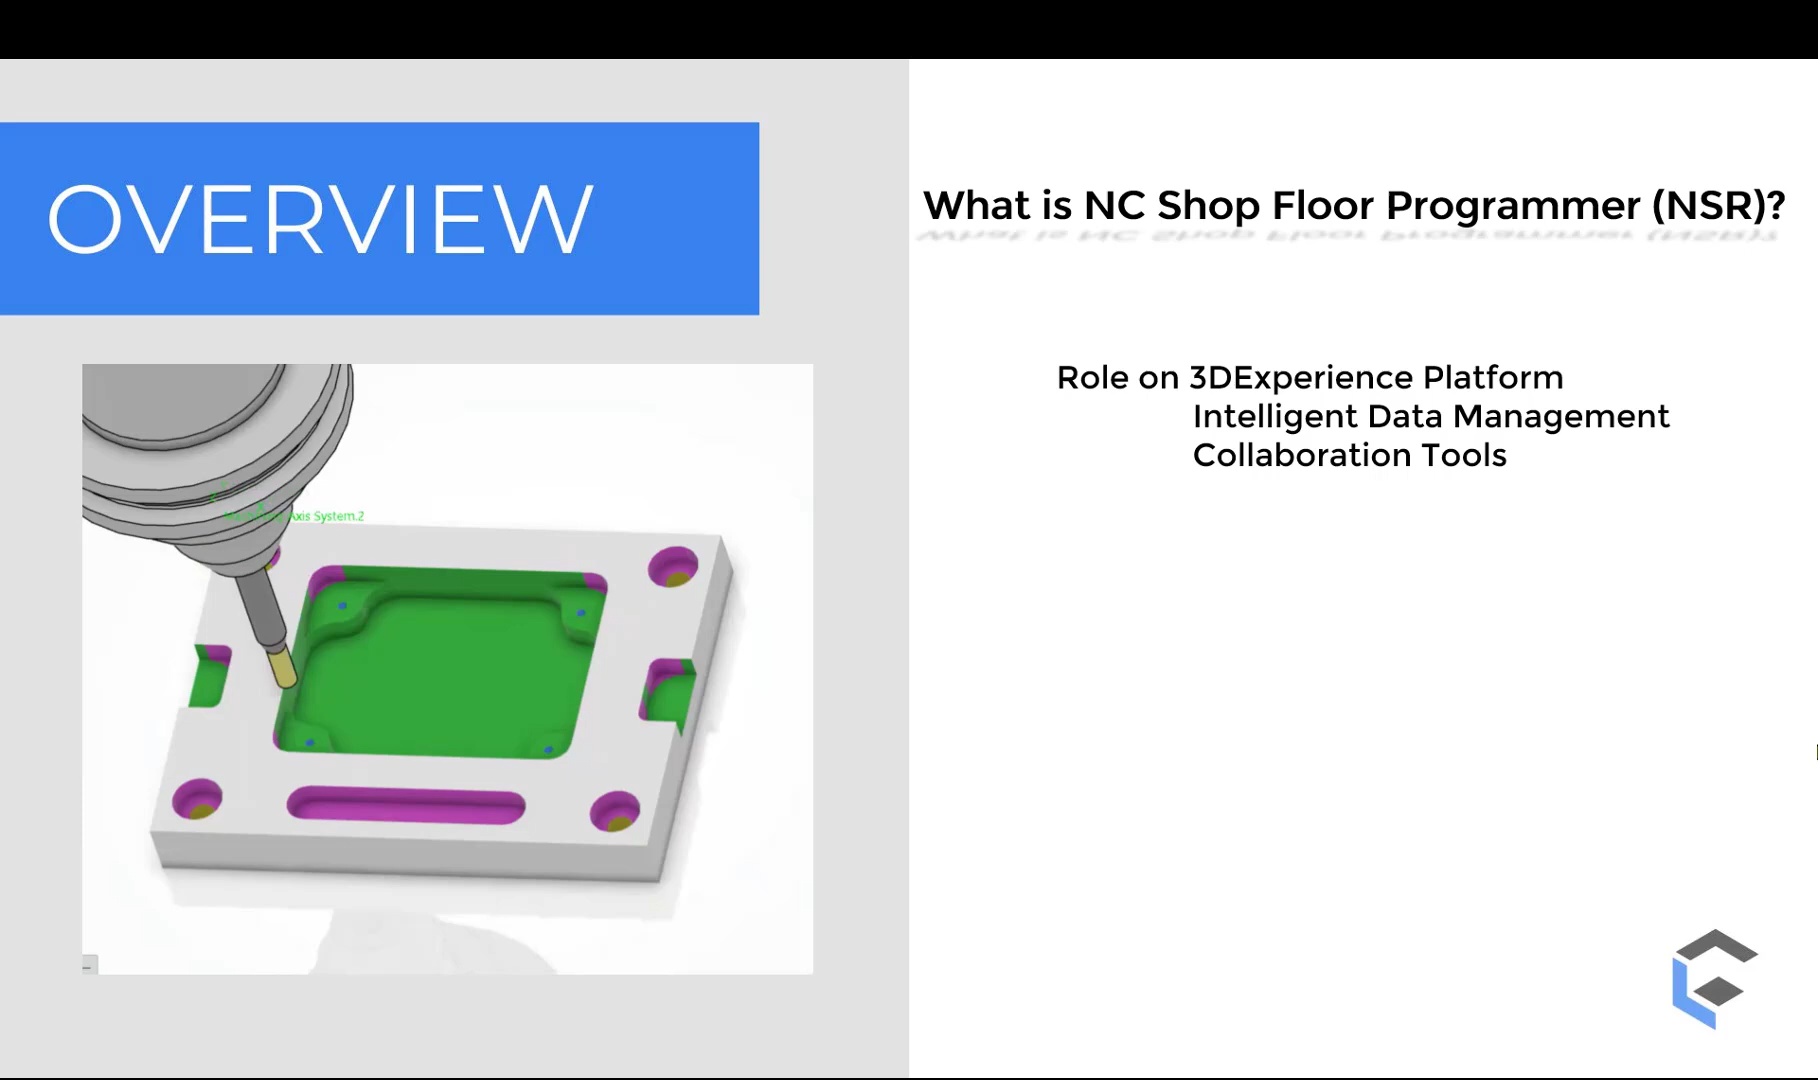 OVERVIEW
What is NC Shop Floor Programmer (NSR)?
Role on 3DExperience Platform
Intelligent Data Management
Collaboration Tools
Axis System.2